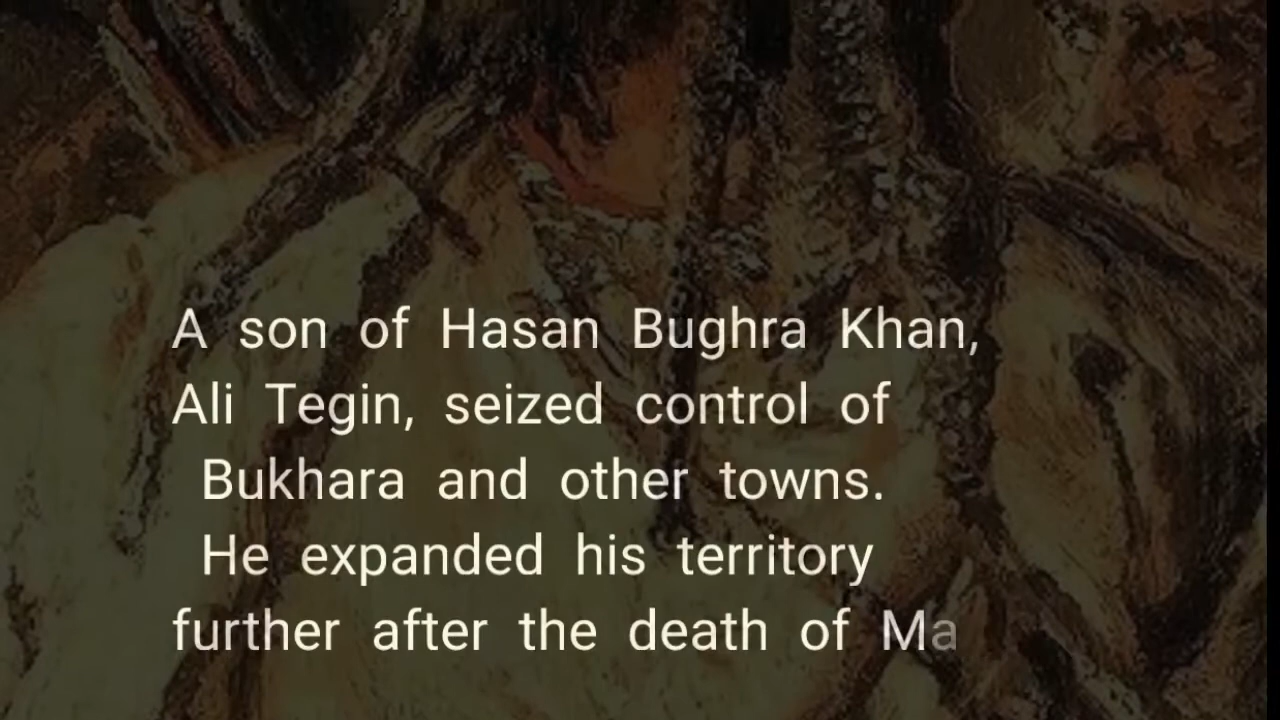 A son of Hasan Bughra Khan,
Ali Tegin, seized control of
Bukhara and other towns.
He expanded his territory
further after the death of Ma